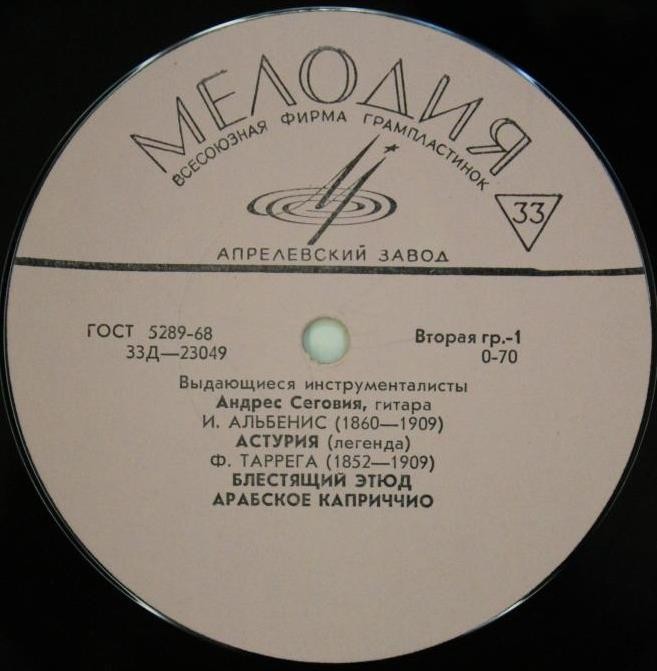 МЕЛОДИЯ
ВСЕСОЮЗНАЯ ФИРМА ГРАМПЛАСТИНОК
33
АПРЕЛЕВСКИЙ ЗАВОД
ГОСТ 5289-68
33Д—23049
Вторая гр.-1
0-70
Выдающиеся инструменталисты
Андрес Сеговия, гитара
И. АЛЬБЕНИС (1860—1909)
АСТУРИЯ (легенда)
Ф. ТАРРЕГА (1852—1909)
БЛЕСТЯЩИЙ ЭТЮД
АРАБСКОЕ КАПРИЧЧИО